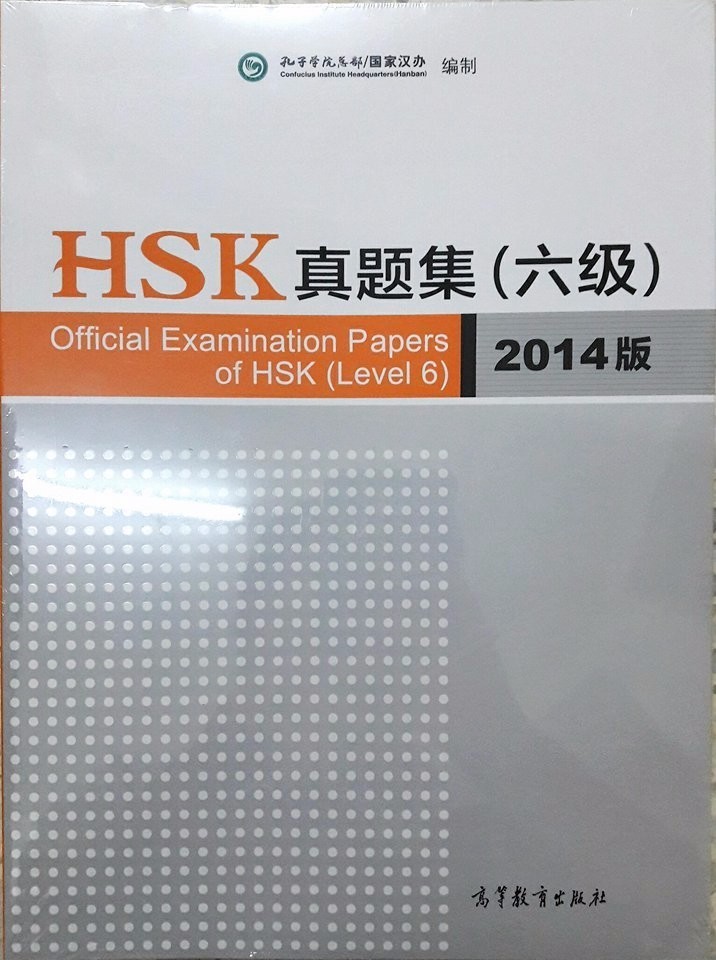 孔子学院总部/国家汉办 编制
Confucius Institute Headquarters(Hanban)
HSK真题集(六级)
Official Examination Papers
of HSK (Level 6)
2014版
高等教育出版社